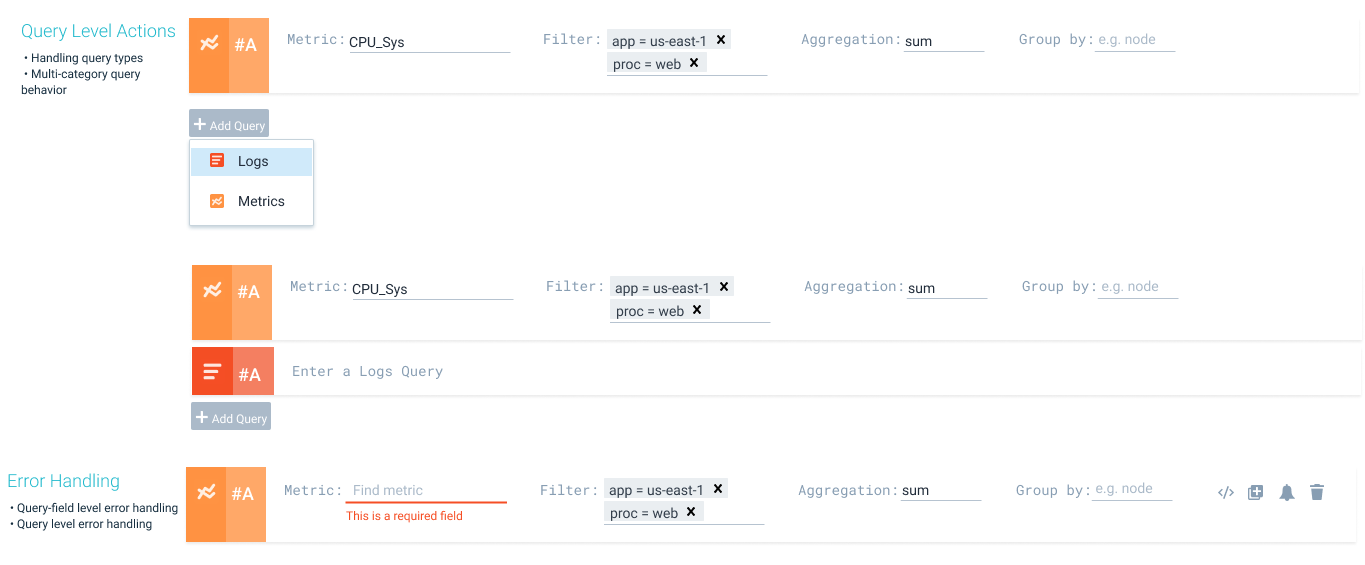 Query Level Actions
• Handling query types
• Multi-category query
behavior
#A Metric: CPU_Sys Filter: app = us-east-1 ✕ Aggregation: sum Group by: e.g. node
proc = web ✕
+ Add Query
Logs
Metrics
#A Metric: CPU_Sys Filter: app = us-east-1 ✕ Aggregation: sum Group by: e.g. node
proc = web ✕
#A Enter a Logs Query
+ Add Query
Error Handling
• Query-field level error handling
• Query level error handling
#A Metric: Find metric Filter: app = us-east-1 ✕ Aggregation: sum Group by: e.g. node </>
This is a required field proc = web ✕